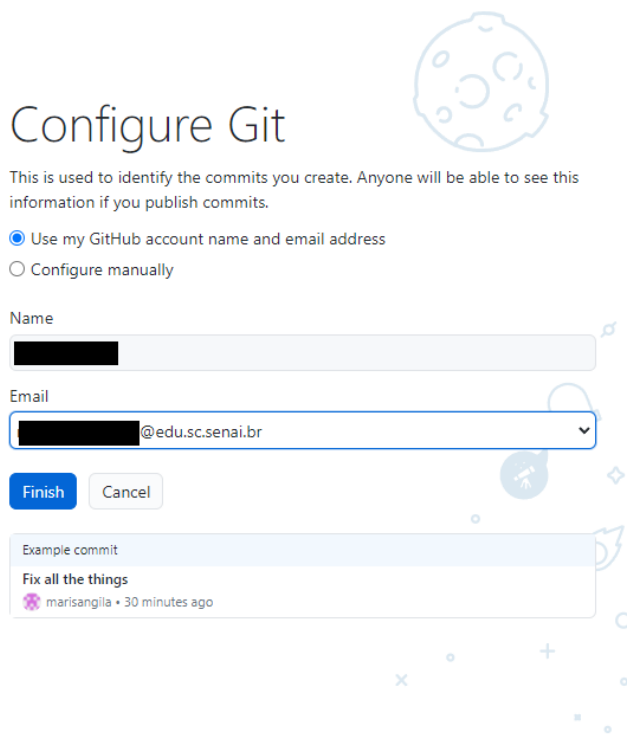 Configure Git
This is used to identify the commits you create. Anyone will be able to see this
information if you publish commits.
Use my GitHub account name and email address
Configure manually
Name
Email
@edu.sc.senai.br
Finish
Cancel
Example commit
Fix all the things
marisangila • 30 minutes ago